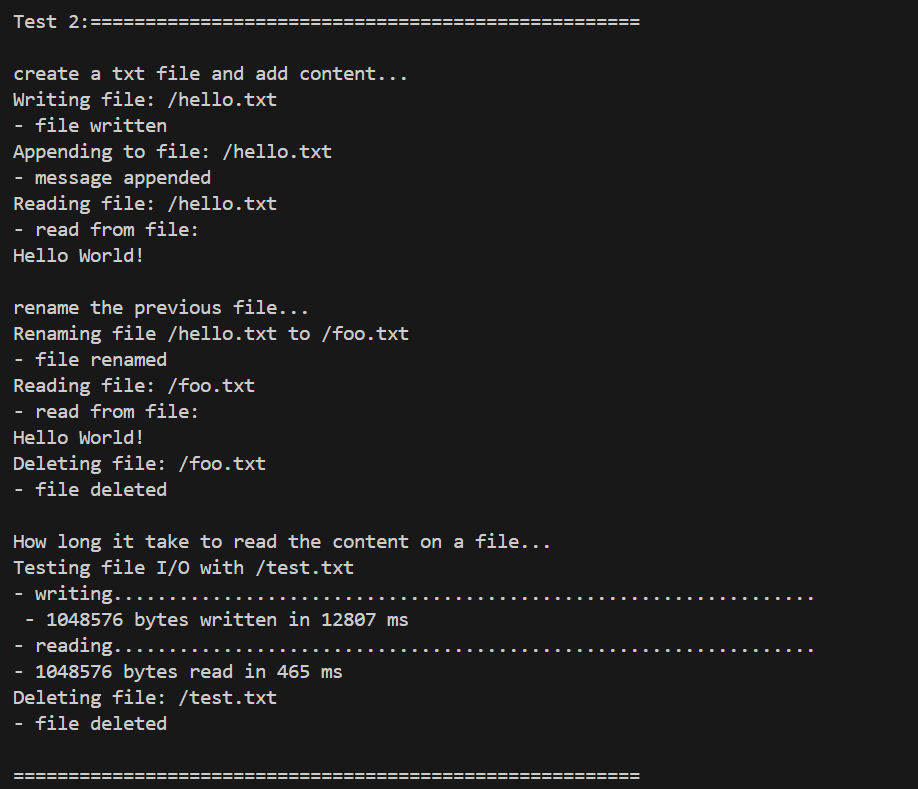 Test 2:==================================================

create a txt file and add content...
Writing file: /hello.txt
- file written
Appending to file: /hello.txt
- message appended
Reading file: /hello.txt
- read from file:
Hello World!

rename the previous file...
Renaming file /hello.txt to /foo.txt
- file renamed
Reading file: /foo.txt
- read from file:
Hello World!
Deleting file: /foo.txt
- file deleted

How long it take to read the content on a file...
Testing file I/O with /test.txt
- writing................................................................
 - 1048576 bytes written in 12807 ms
- reading................................................................
- 1048576 bytes read in 465 ms
Deleting file: /test.txt
- file deleted

=========================================================